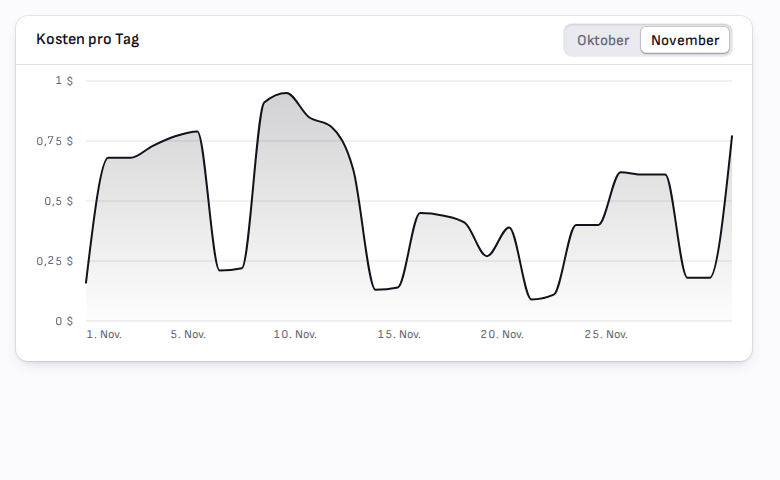 Kosten pro Tag
Oktober
November
1 $
0,75 $
0,5 $
0,25 $
0 $
1. Nov.
5. Nov.
10. Nov.
15. Nov.
20. Nov.
25. Nov.